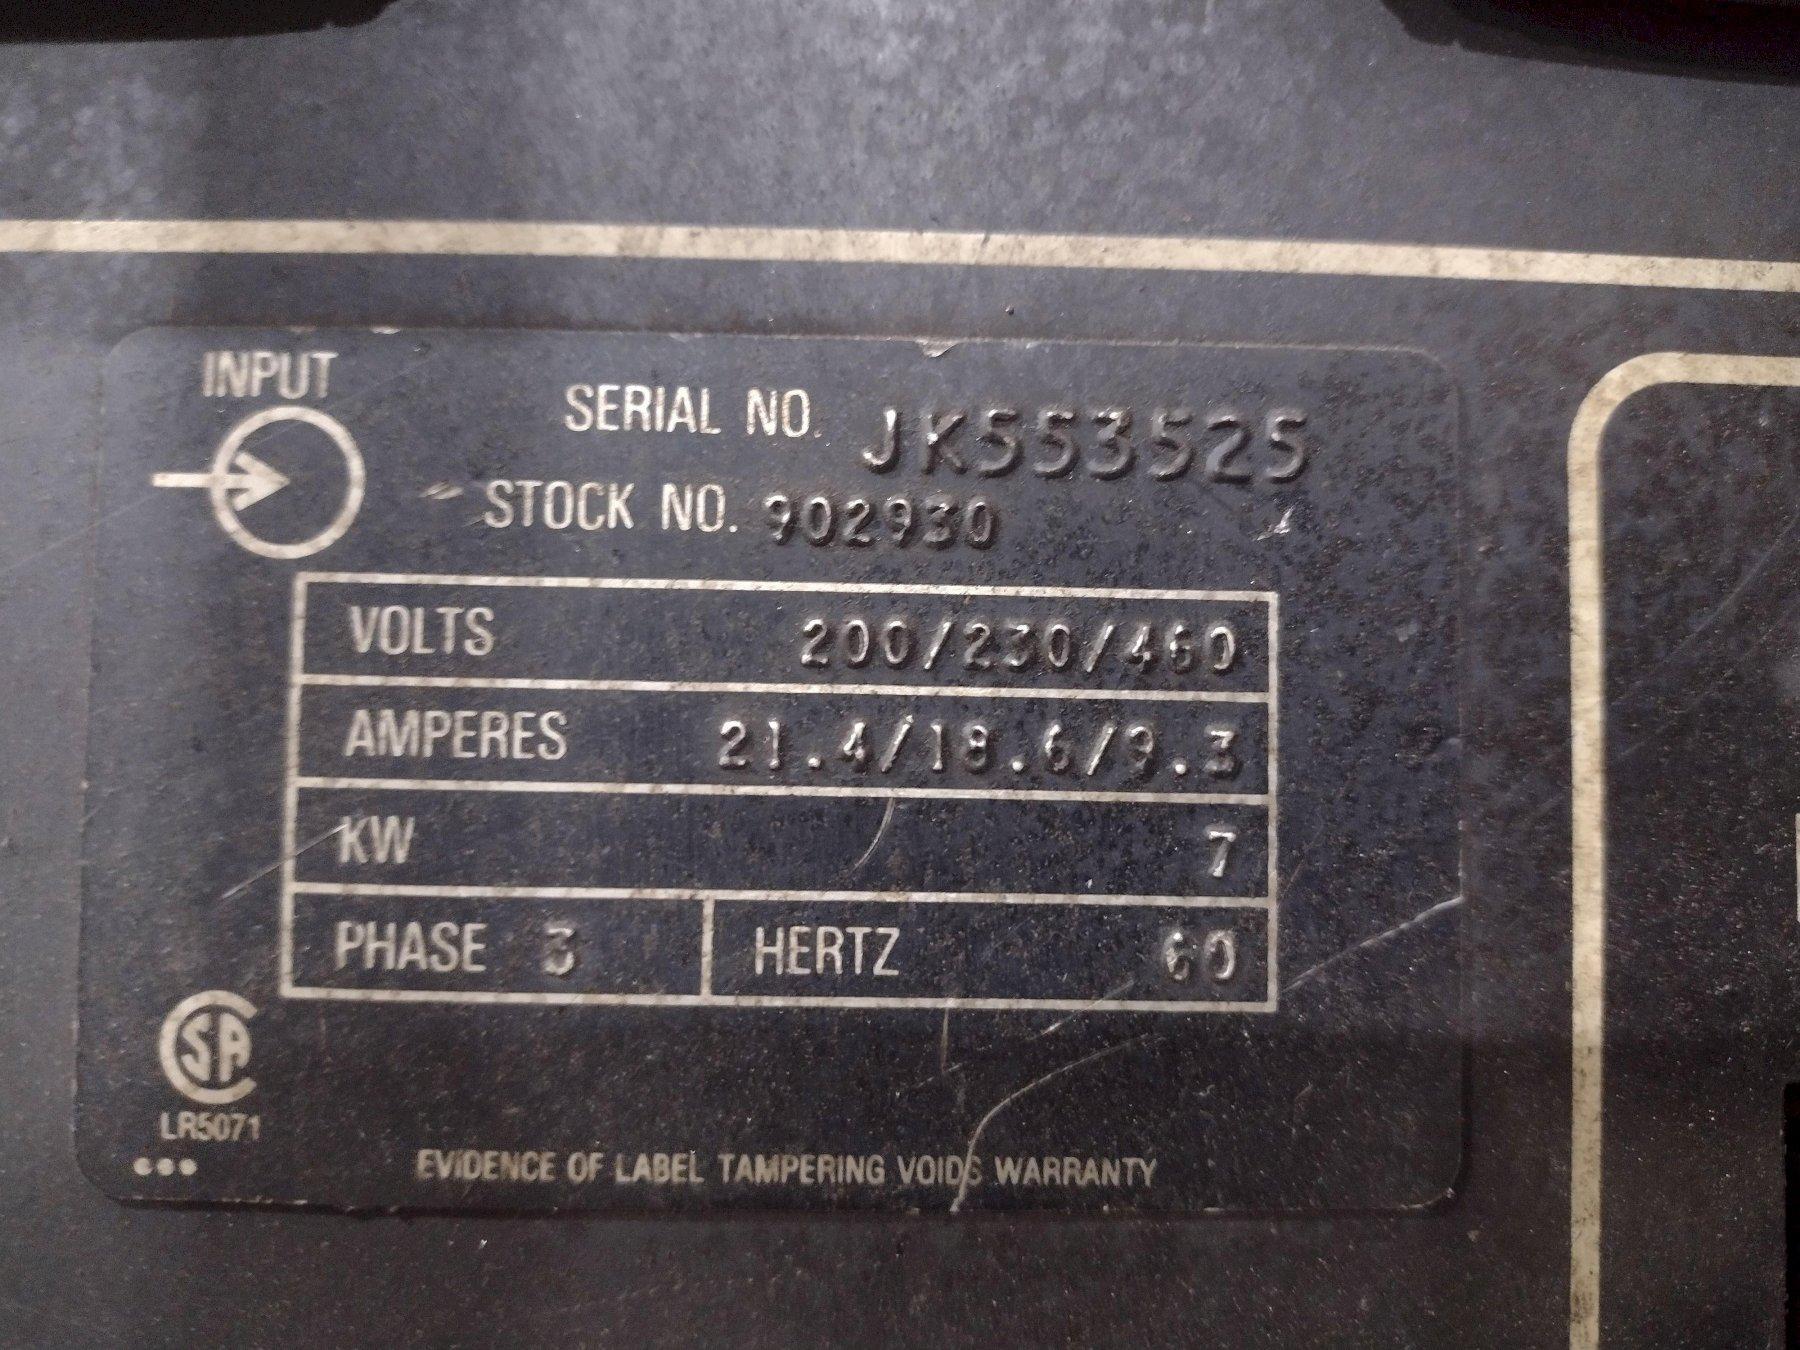 INPUT
SERIAL NO. JK553525
STOCK NO. 902930
VOLTS 200/230/460
AMPERES 21.4/18.6/9.3
KW 7
PHASE 3 HERTZ 60
CSA
LR5071
EVIDENCE OF LABEL TAMPERING VOIDS WARRANTY